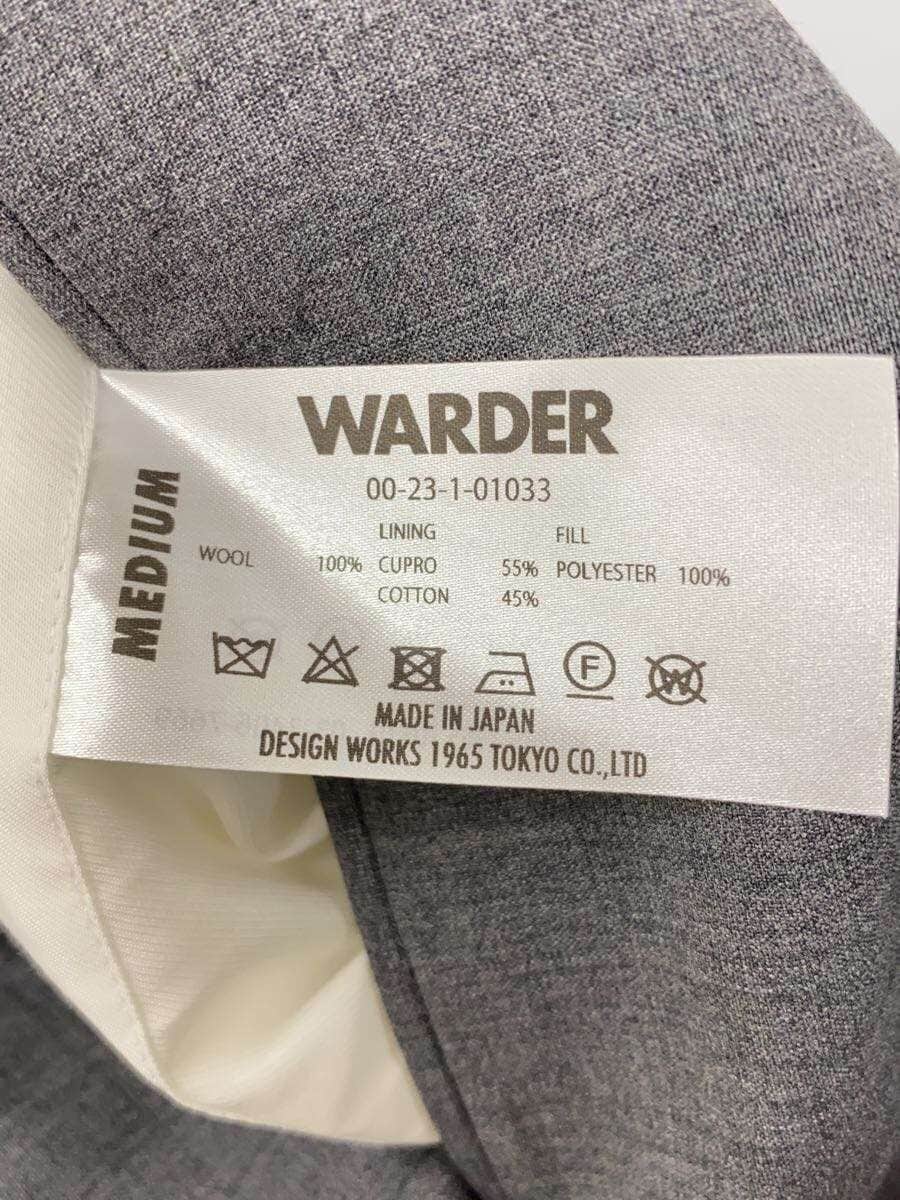 WARDER
00-23-1-01033
MEDIUM
LINING FILL
WOOL 100% CUPRO 55% POLYESTER 100%
COTTON 45%
F W
MADE IN JAPAN
DESIGN WORKS 1965 TOKYO CO.,LTD